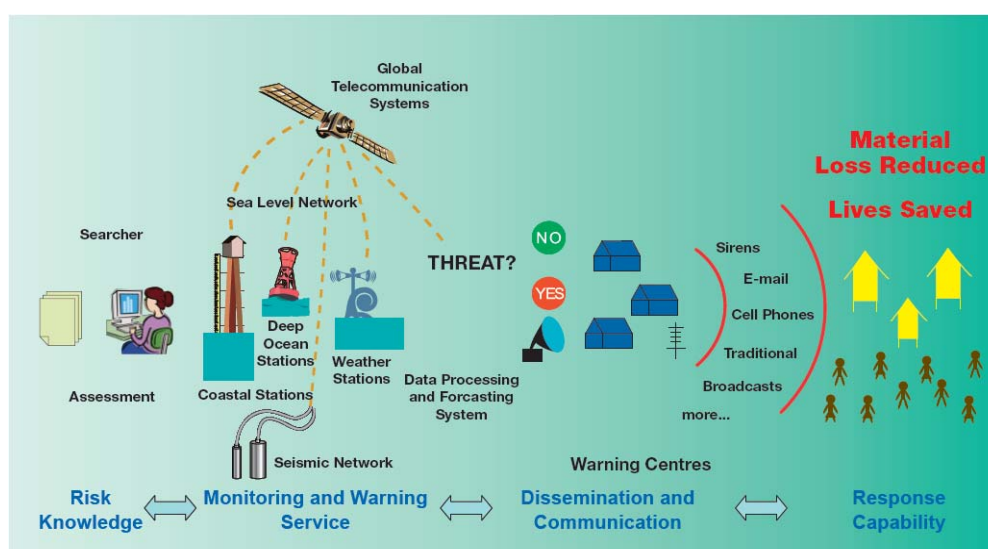 Global
Telecommunication
Systems
Material
Loss Reduced
Lives Saved
Sea Level Network
Searcher
THREAT?
NO
YES
Sirens
E-mail
Cell Phones
Traditional
Broadcasts
more...
Deep
Ocean
Stations
Weather
Stations
Coastal Stations
Assessment
Data Processing
and Forcasting
System
Seismic Network
Warning Centres
Risk
Knowledge
Monitoring and Warning
Service
Dissemination and
Communication
Response
Capability